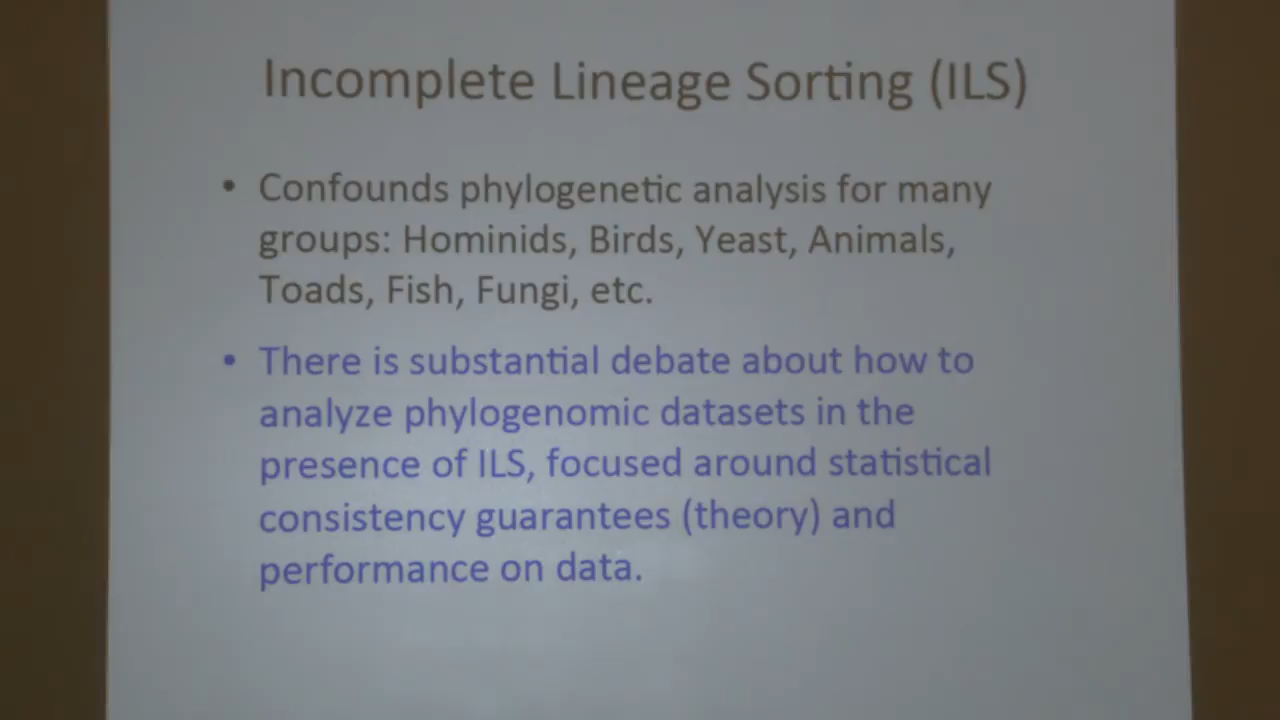 Incomplete Lineage Sorting (ILS)
• Confounds phylogenetic analysis for many
groups: Hominids, Birds, Yeast, Animals,
Toads, Fish, Fungi, etc.
• There is substantial debate about how to
analyze phylogenomic datasets in the
presence of ILS, focused around statistical
consistency guarantees (theory) and
performance on data.